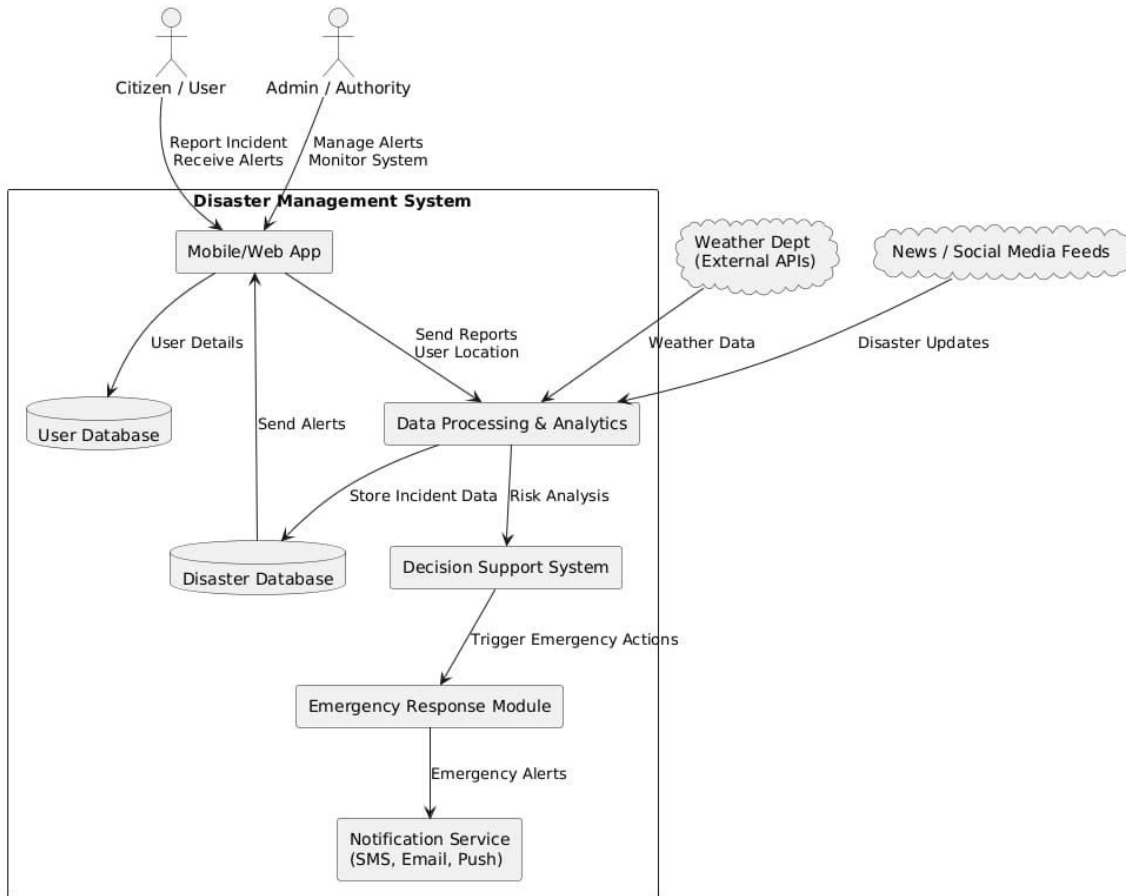 Citizen / User
Admin / Authority
Report Incident
Receive Alerts
Manage Alerts
Monitor System
Disaster Management System
Mobile/Web App
Weather Dept
(External APIs)
News / Social Media Feeds
User Details
Send Reports
User Location
Weather Data
Disaster Updates
User Database
Send Alerts
Data Processing & Analytics
Store Incident Data
Risk Analysis
Disaster Database
Decision Support System
Trigger Emergency Actions
Emergency Response Module
Emergency Alerts
Notification Service
(SMS, Email, Push)